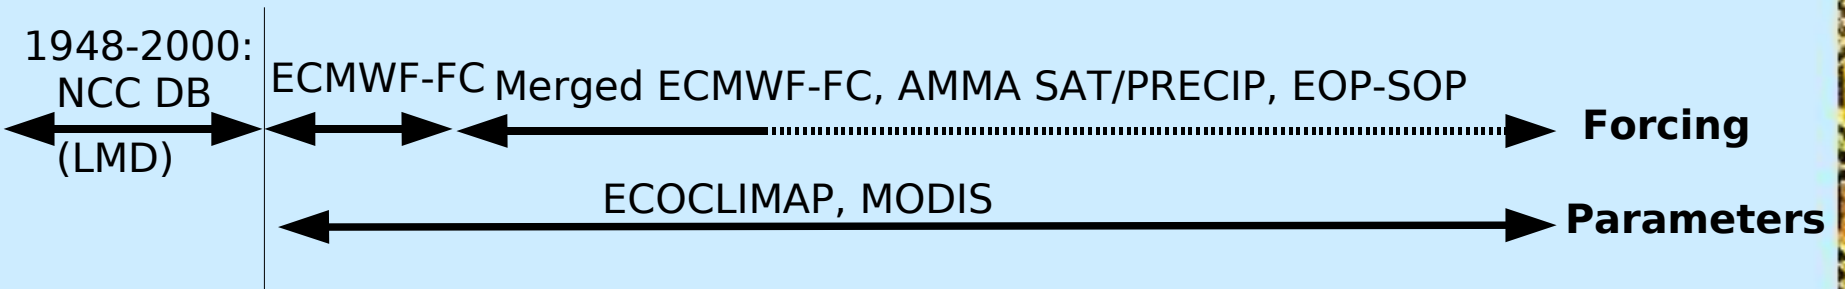 1948-2000:
NCC DB
(LMD)
ECMWF-FC
Merged ECMWF-FC, AMMA SAT/PRECIP, EOP-SOP
Forcing
ECOCLIMAP, MODIS
Parameters